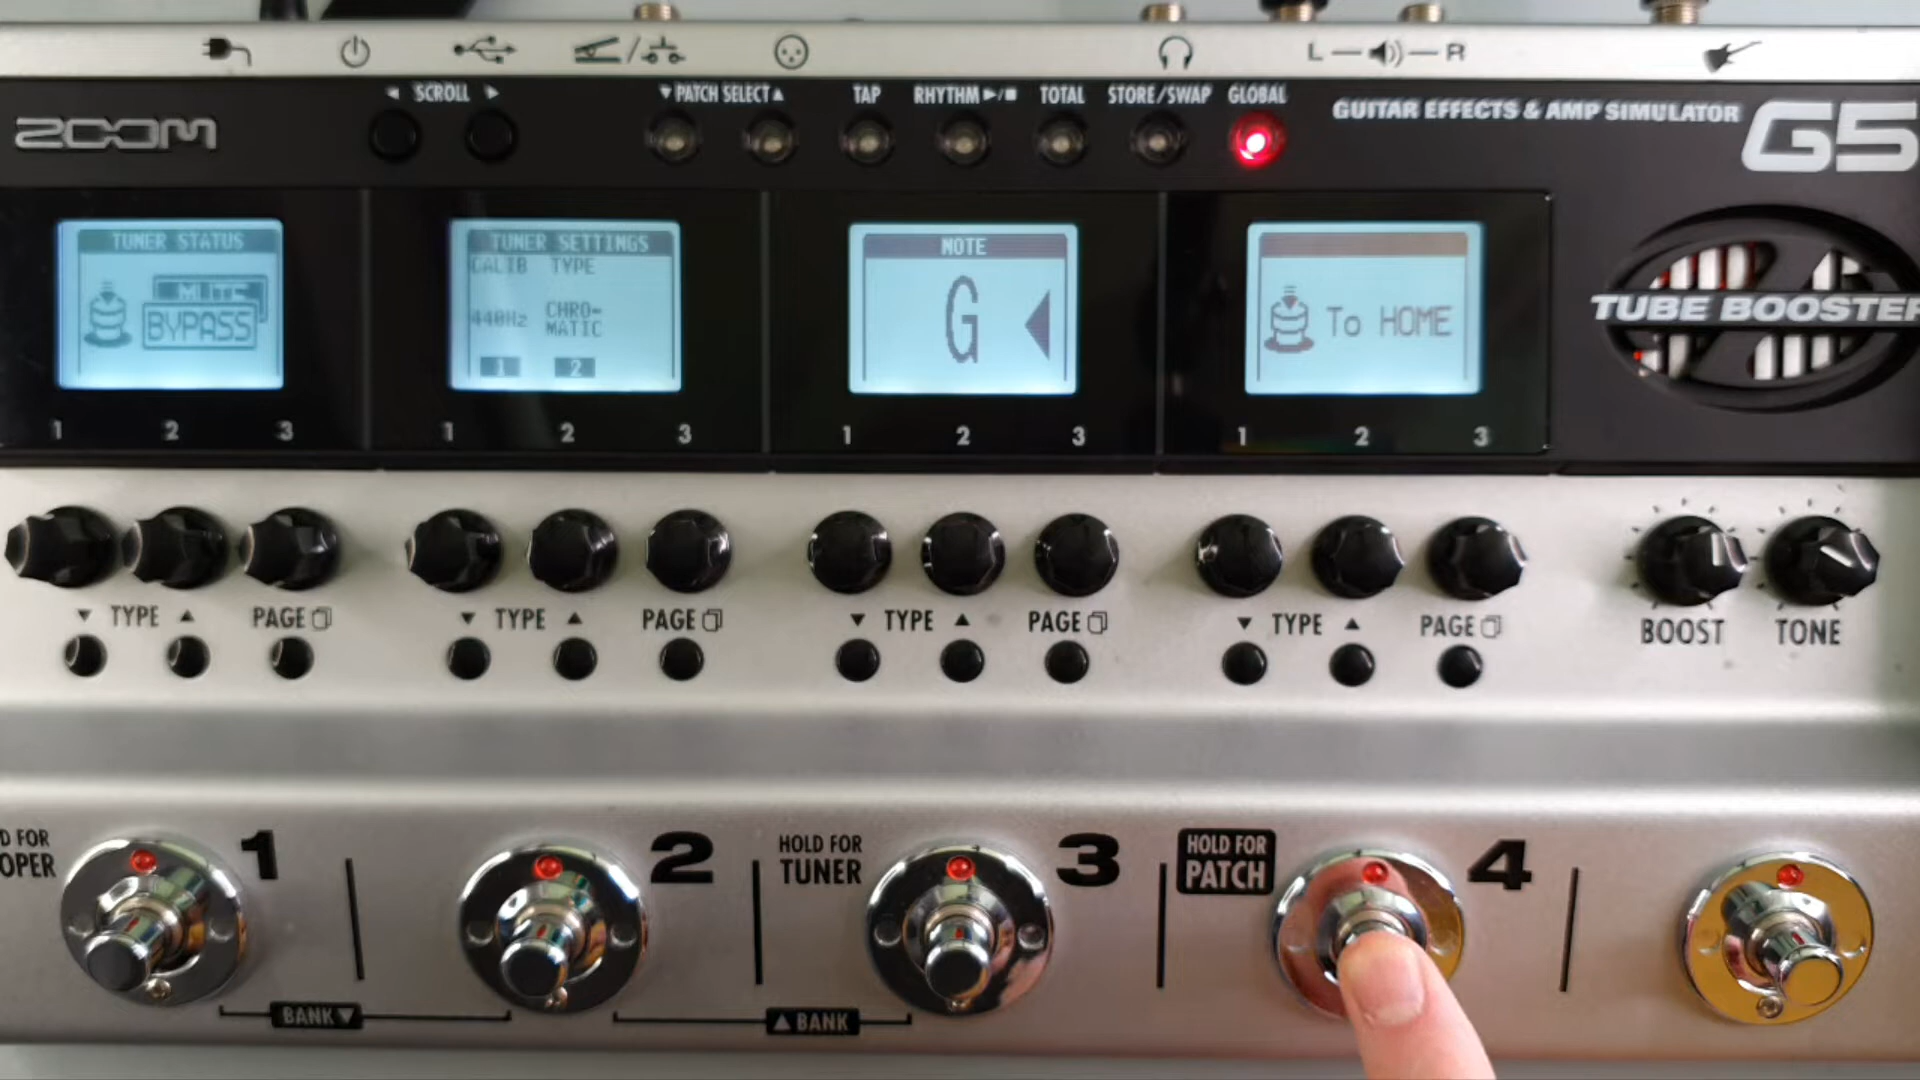 L R
SCROLL
PATCH SELECT
TAP
RHYTHM
TOTAL
STORE/SWAP
GLOBAL
GUITAR EFFECTS & AMP SIMULATOR
G5
ZOOM
TUNER STATUS
MUTE
BYPASS
TUNER SETTINGS
CALIB TYPE
440Hz CHRO-
MATIC
1 2
NOTE
G
To HOME
TUBE BOOSTER
1 2 3
1 2 3
1 2 3
1 2 3
TYPE PAGE
TYPE PAGE
TYPE PAGE
TYPE PAGE
BOOST TONE
D FOR
OPER
1
2
HOLD FOR
TUNER
3
HOLD FOR
PATCH
4
BANK▼
▲BANK